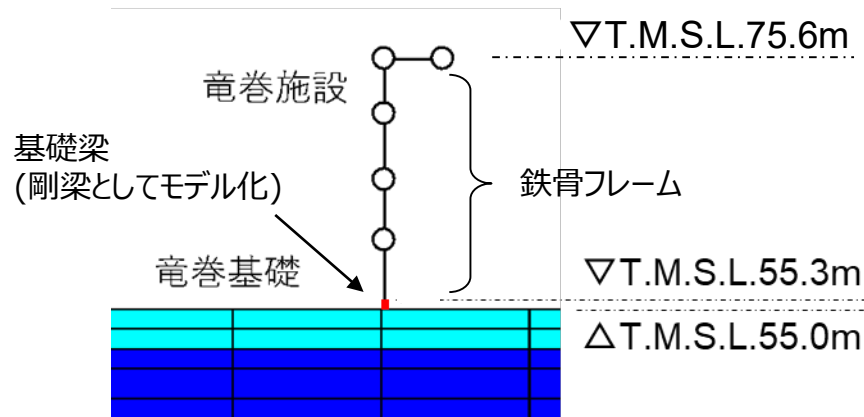 ▽T.M.S.L.75.6m
竜巻施設
基礎梁
(剛梁としてモデル化)
鉄骨フレーム
竜巻基礎
▽T.M.S.L.55.3m
△T.M.S.L.55.0m